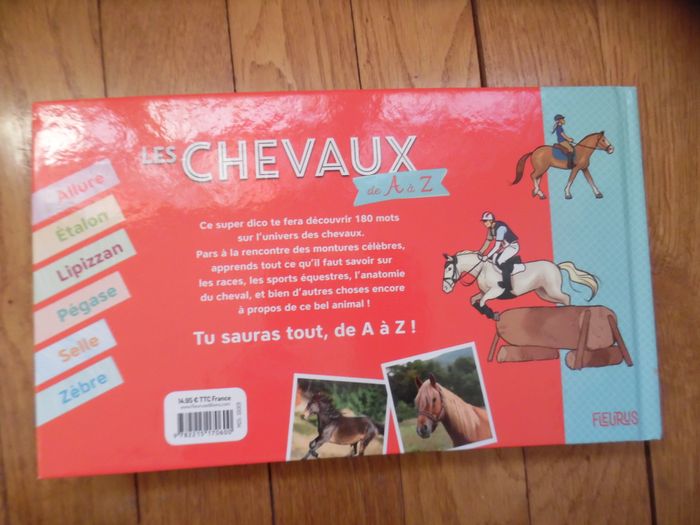 LES CHEVAUX
de A à Z
Allure
Étalon
Lipizzan
Pégase
Selle
Zèbre
Ce super dico te fera découvrir 180 mots
sur l'univers des chevaux.
Pars à la rencontre des montures célèbres,
apprends tout ce qu'il faut savoir sur
les races, les sports équestres, l'anatomie
du cheval, et bien d'autres choses encore
à propos de ce bel animal !
Tu sauras tout, de A à Z !
14,95 € TTC France
9 782215 170600
FLEURUS